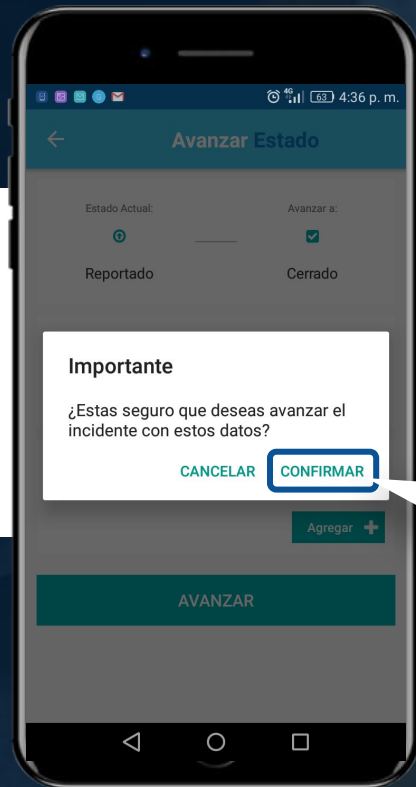 4G 63 4:36 p. m.
Avanzar Estado
Estado Actual:
Avanzar a:
Reportado
Cerrado
Importante
¿Estas seguro que deseas avanzar el
incidente con estos datos?
CANCELAR CONFIRMAR
Agregar
AVANZAR